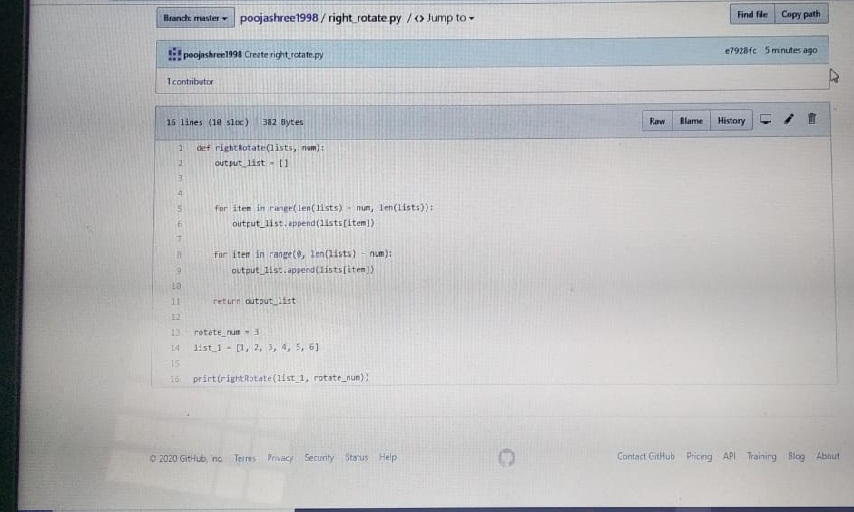 Branch: master poojashree1998 / right_rotate.py / <> Jump to Find file Copy path
poojashree1998 Create right_rotate.py e7928fc 5 minutes ago
1 contributor
16 lines (10 sloc) 382 Bytes Raw Blame History
1 def rightRotate(lists, num):
2 output_list = []
3
4
5 for item in range(len(lists) - num, len(lists)):
6 output_list.append(lists[item])
7
8 for item in range(0, len(lists) - num):
9 output_list.append(lists[item])
10
11 return output_list
12
13 rotate_num = 3
14 list_1 = [1, 2, 3, 4, 5, 6]
15
16 print(rightRotate(list_1, rotate_num))
© 2020 GitHub, Inc. Terms Privacy Security Status Help Contact GitHub Pricing API Training Blog About